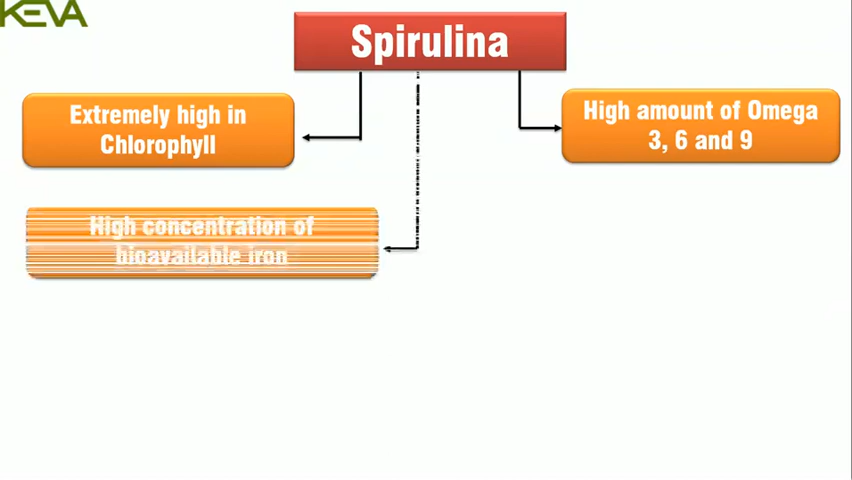 KEVA
Spirulina
Extremely high in
Chlorophyll
High amount of Omega
3, 6 and 9
High concentration of
bioavailable iron